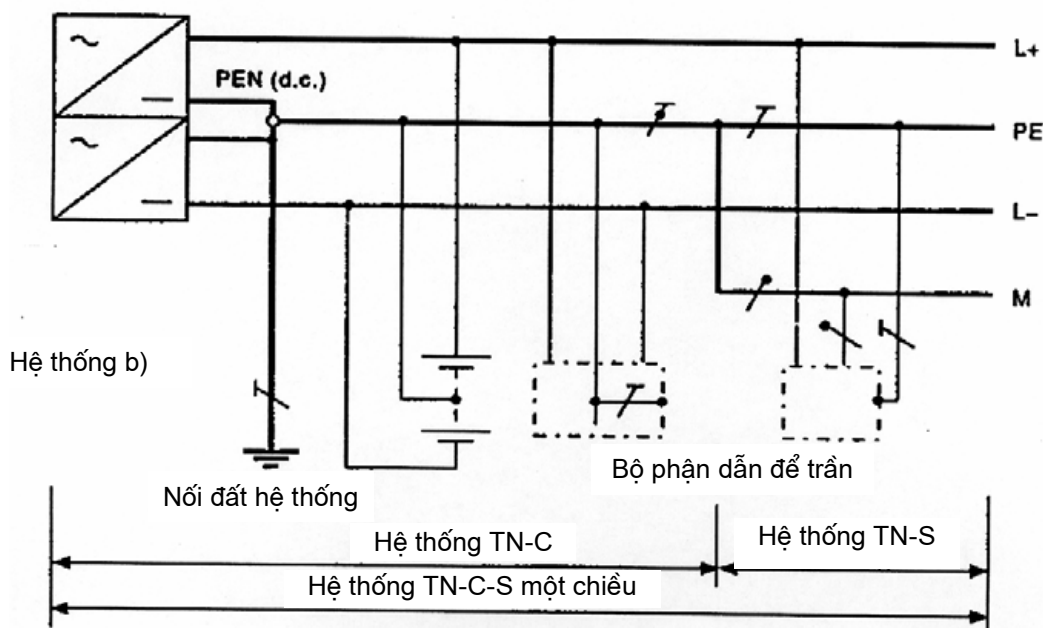 L+
PEN (d.c.)
PE
L–
M
Hệ thống b)
Nối đất hệ thống
Bộ phận dẫn để trần
Hệ thống TN-C
Hệ thống TN-S
Hệ thống TN-C-S một chiều